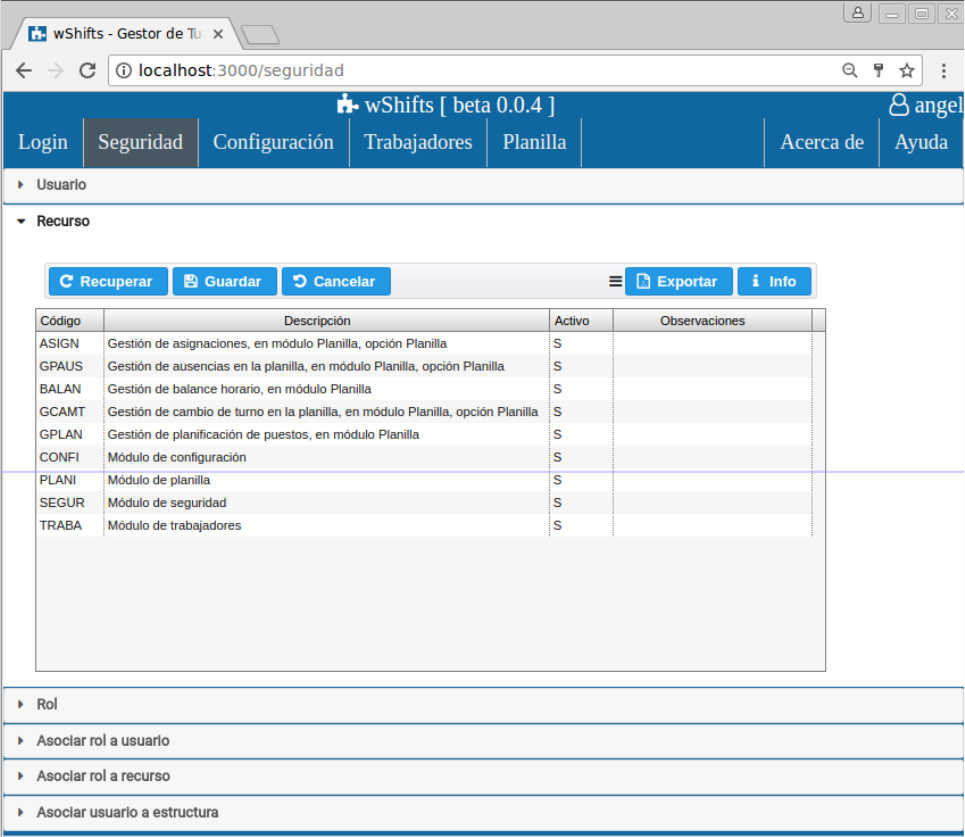 wShifts - Gestor de Tu
localhost:3000/seguridad
wShifts [ beta 0.0.4 ] angel
Login Seguridad Configuración Trabajadores Planilla Acerca de Ayuda
Usuario
Recurso
Recuperar Guardar Cancelar Exportar Info
Código Descripción Activo Observaciones
ASIGN Gestión de asignaciones, en módulo Planilla, opción Planilla S
GPAUS Gestión de ausencias en la planilla, en módulo Planilla, opción Planilla S
BALAN Gestión de balance horario, en módulo Planilla S
GCAMT Gestión de cambio de turno en la planilla, en módulo Planilla, opción Planilla S
GPLAN Gestión de planificación de puestos, en módulo Planilla S
CONFI Módulo de configuración S
PLANI Módulo de planilla S
SEGUR Módulo de seguridad S
TRABA Módulo de trabajadores S
Rol
Asociar rol a usuario
Asociar rol a recurso
Asociar usuario a estructura